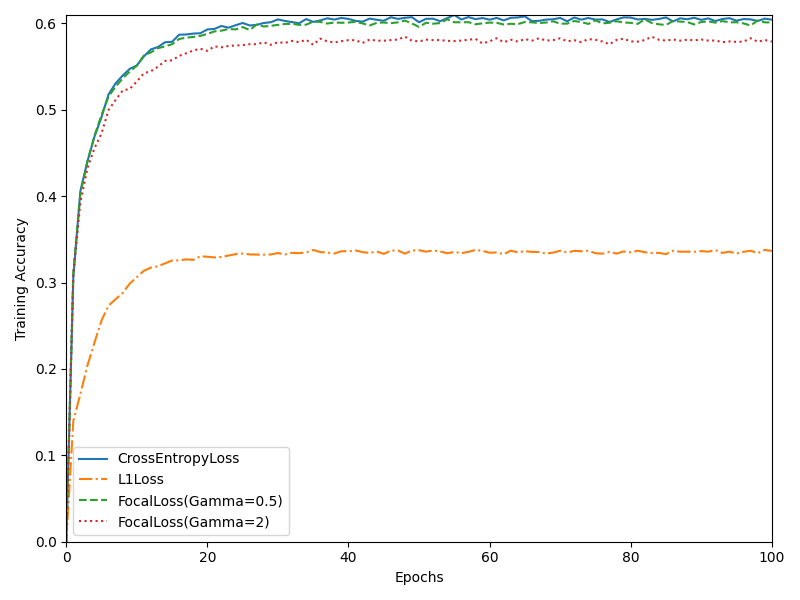 0.6
0.5
0.4
0.3
0.2
0.1
0.0
Training Accuracy
CrossEntropyLoss
L1Loss
FocalLoss(Gamma=0.5)
FocalLoss(Gamma=2)
0 20 40 60 80 100
Epochs